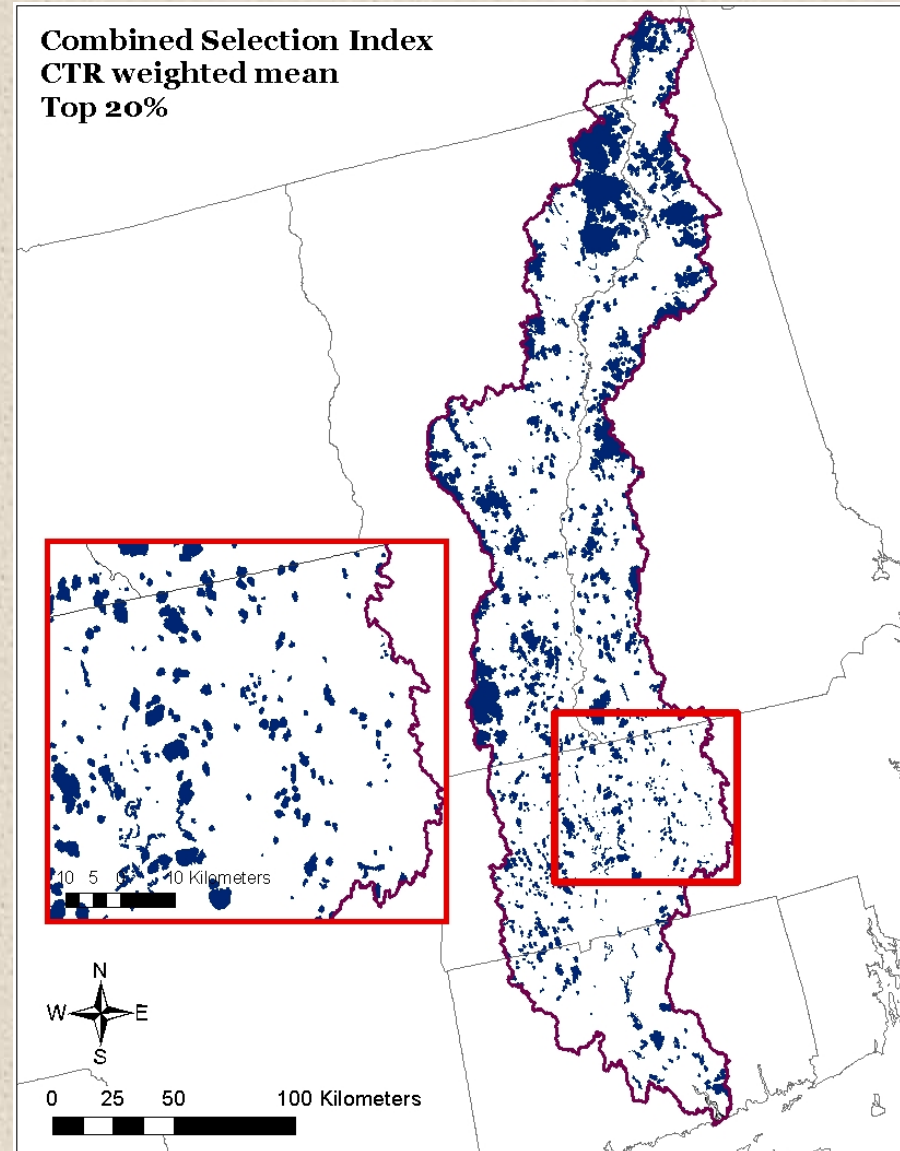 Combined Selection Index
CTR weighted mean
Top 20%
10 5 0 10 Kilometers
N
W E
S
0 25 50 100 Kilometers